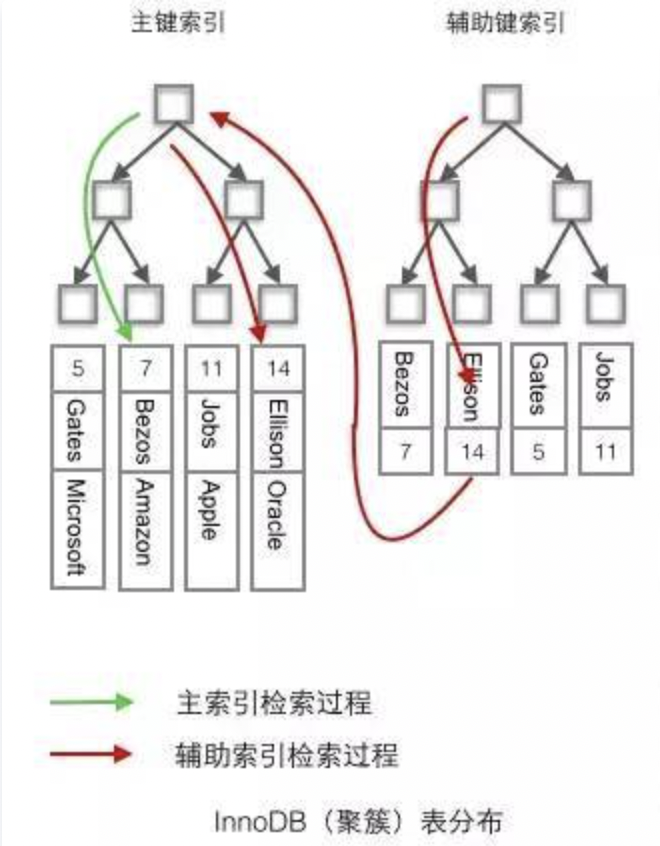 主键索引
辅助键索引
5
7
11
14
Gates
Bezos
Jobs
Ellison
Microsoft
Amazon
Apple
Oracle
Bezos
Ellison
Gates
Jobs
7
14
5
11
主索引检索过程
辅助索引检索过程
InnoDB（聚簇）表分布